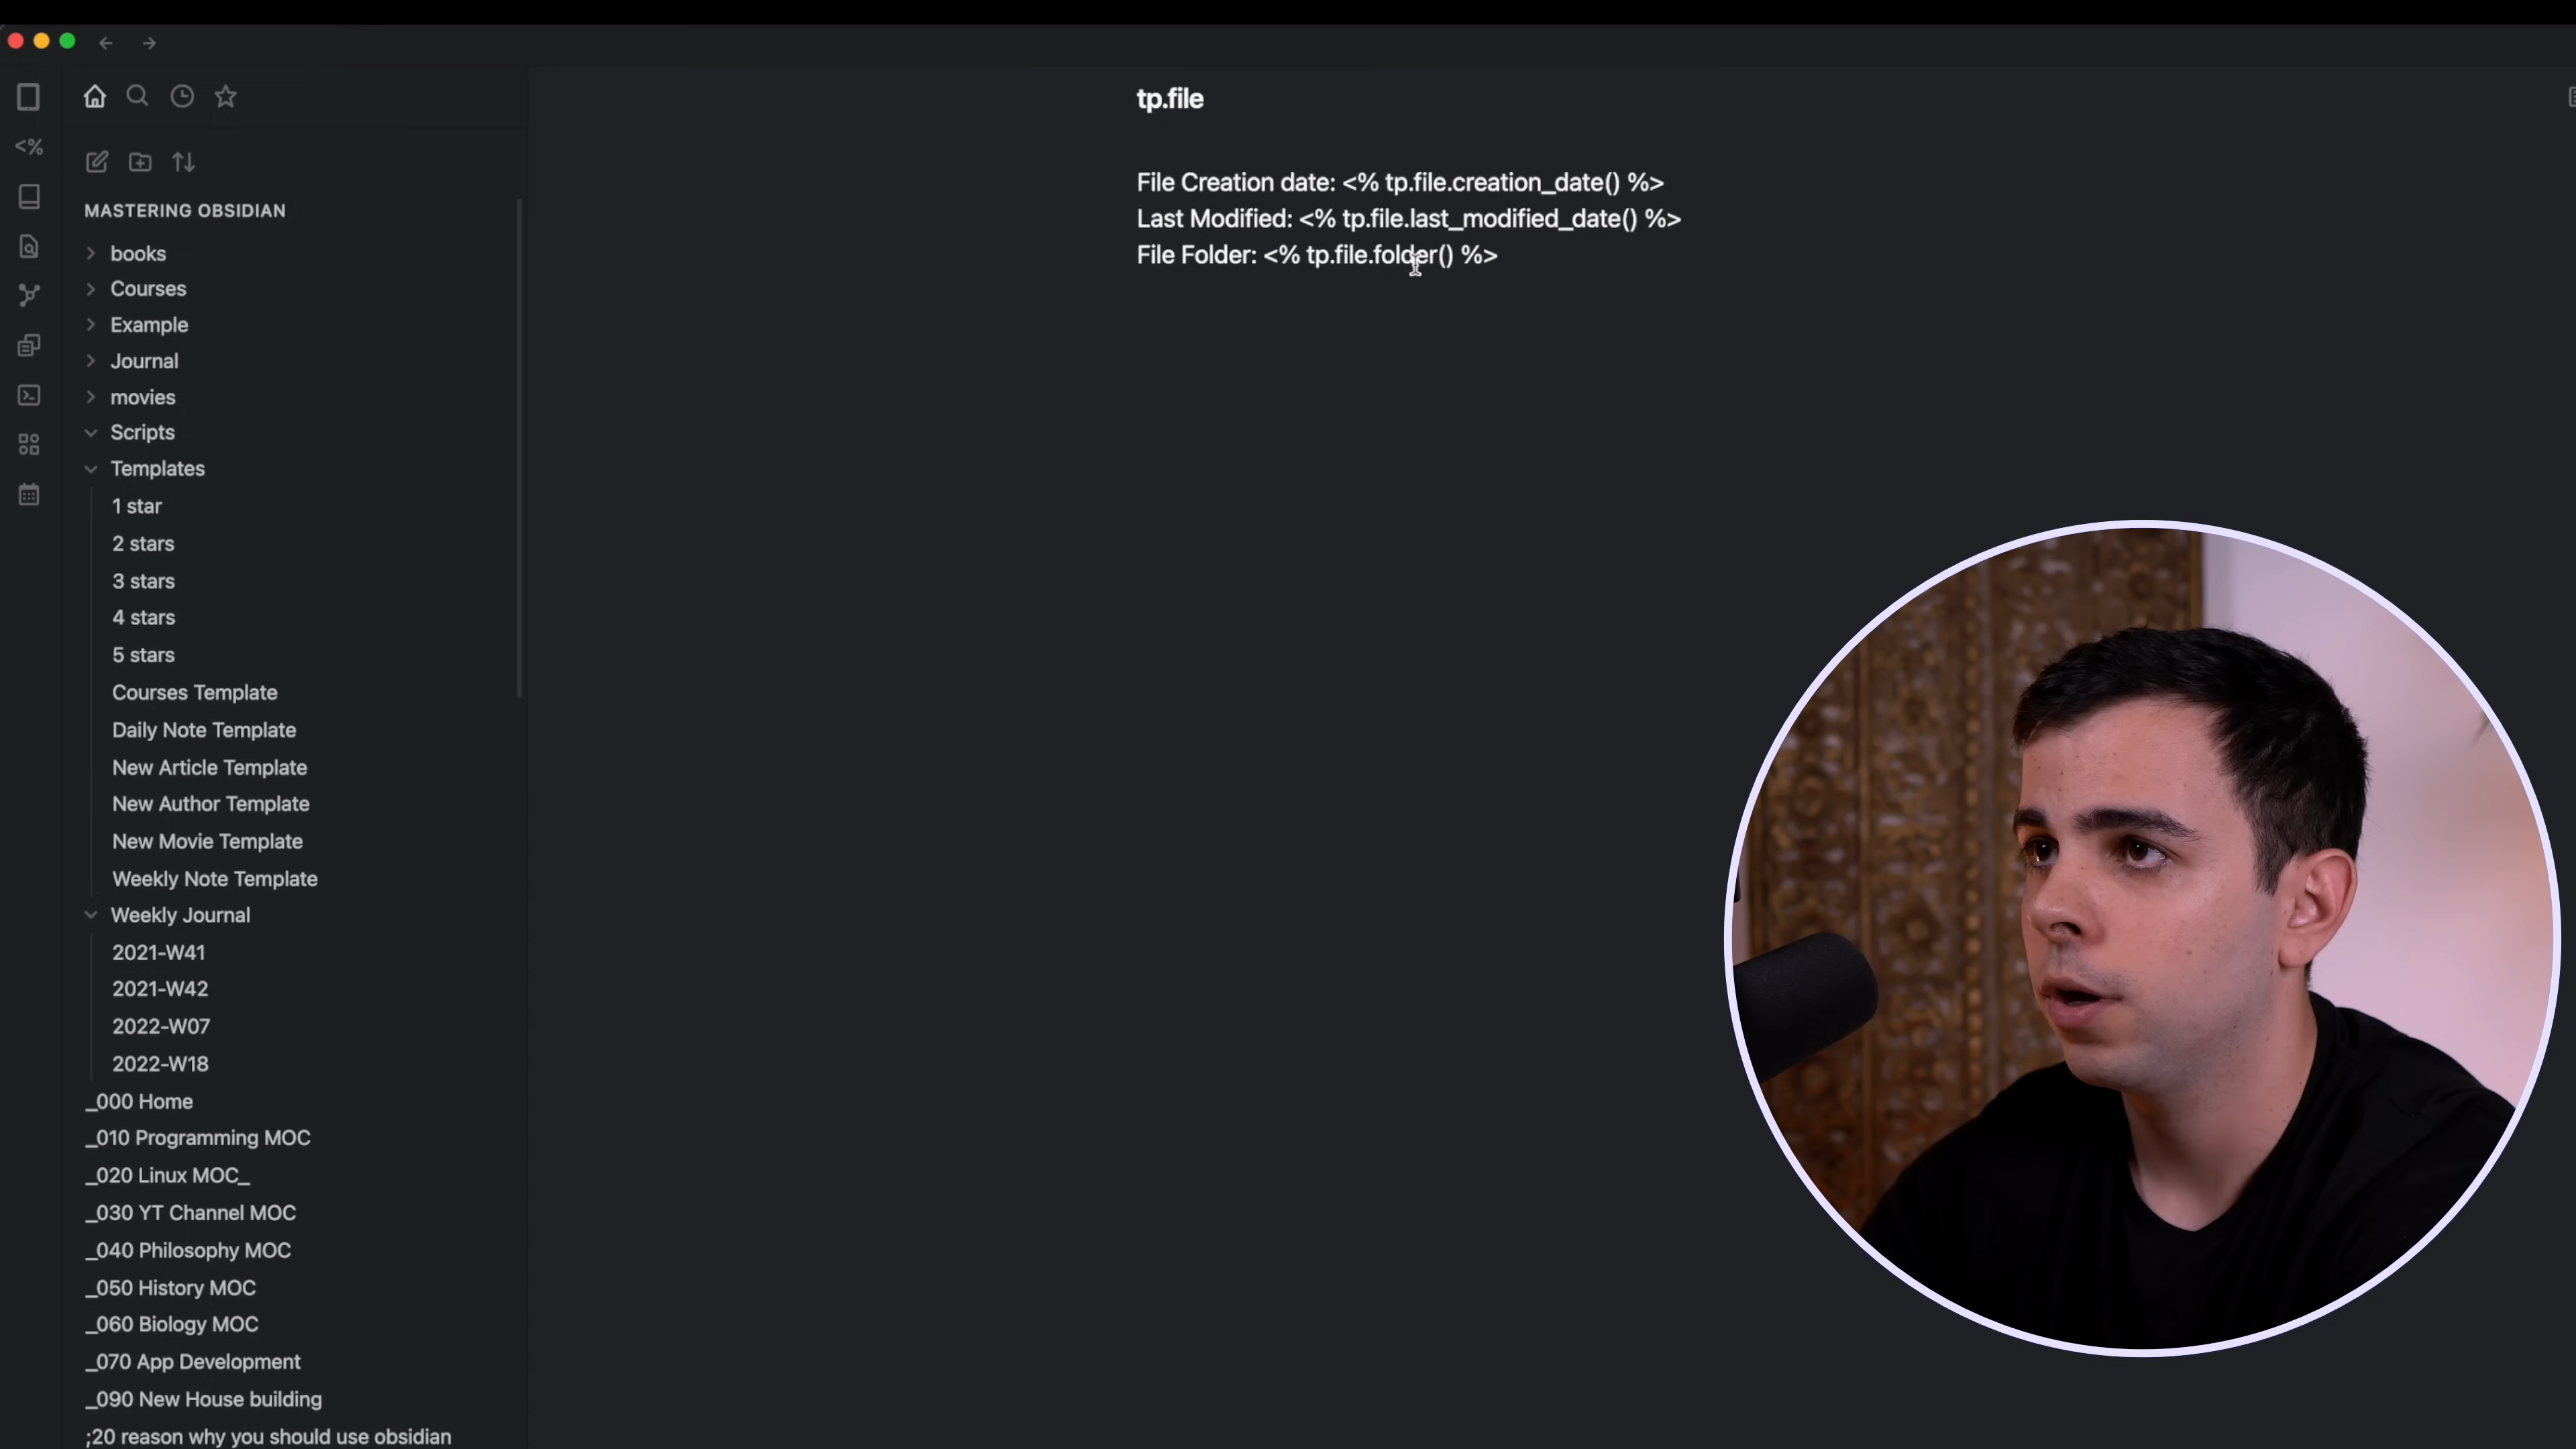 <%
MASTERING OBSIDIAN
books
Courses
Example
Journal
movies
Scripts
Templates
1 star
2 stars
3 stars
4 stars
5 stars
Courses Template
Daily Note Template
New Article Template
New Author Template
New Movie Template
Weekly Note Template
Weekly Journal
2021-W41
2021-W42
2022-W07
2022-W18
_000 Home
_010 Programming MOC
_020 Linux MOC_
_030 YT Channel MOC
_040 Philosophy MOC
_050 History MOC
_060 Biology MOC
_070 App Development
_090 New House building
;20 reason why you should use obsidian
tp.file
File Creation date: <% tp.file.creation_date() %>
Last Modified: <% tp.file.last_modified_date() %>
File Folder: <% tp.file.folder() %>